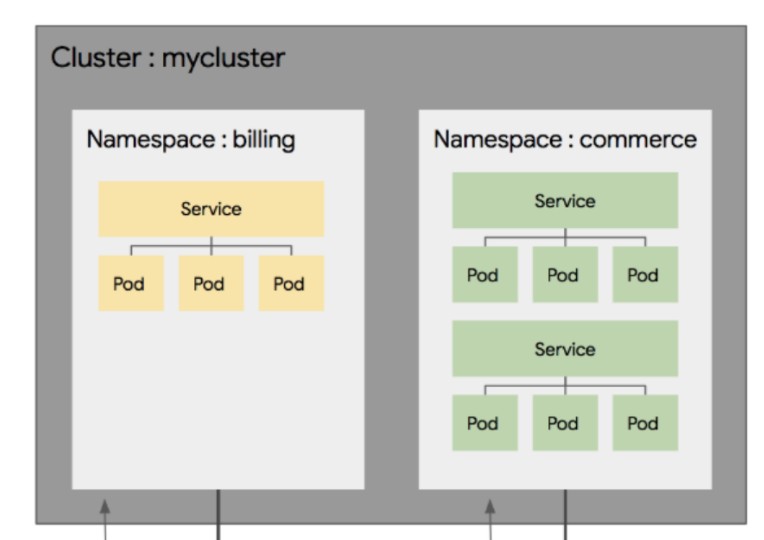 Cluster : mycluster
Namespace : billing
Service
Pod
Pod
Pod
Namespace : commerce
Service
Pod
Pod
Pod
Service
Pod
Pod
Pod